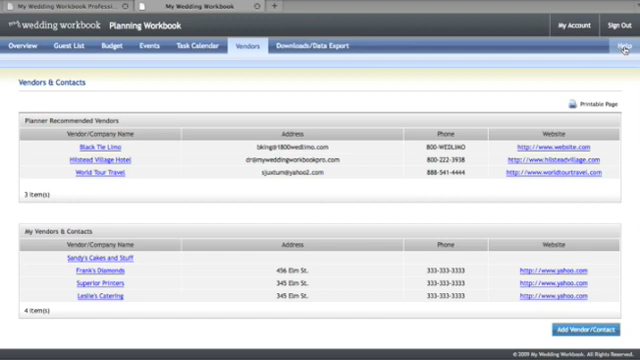 My Wedding Workbook Professi...
My Wedding Workbook
my wedding workbook Planning Workbook
My Account Sign Out
Overview Guest List Budget Events Task Calendar Vendors Downloads/Data Export Help
Vendors & Contacts
Printable Page
Planner Recommended Vendors
Vendor/Company Name Address Phone Website
Black Tie Limo bking@1800wedlimo.com 800-WEDLIMO http://www.website.com
Hilstead Village Hotel dr@myweddingworkbookpro.com 800-222-3938 http://www.hilsteadvillage.com
World Tour Travel sjuxtum@yahoo2.com 888-541-4444 http://www.worldtourtravel.com
3 item(s)
My Vendors & Contacts
Vendor/Company Name Address Phone Website
Sandy's Cakes and Stuff
Frank's Diamonds 456 Elm St. 333-333-3333 http://www.yahoo.com
Superior Printers 345 Elm St. 333-333-3333 http://www.yahoo.com
Leslie's Catering 345 Elm St. 333-333-3333 http://www.yahoo.com
4 item(s)
Add Vendor/Contact
© 2009 My Wedding Workbook. All Rights Reserved.